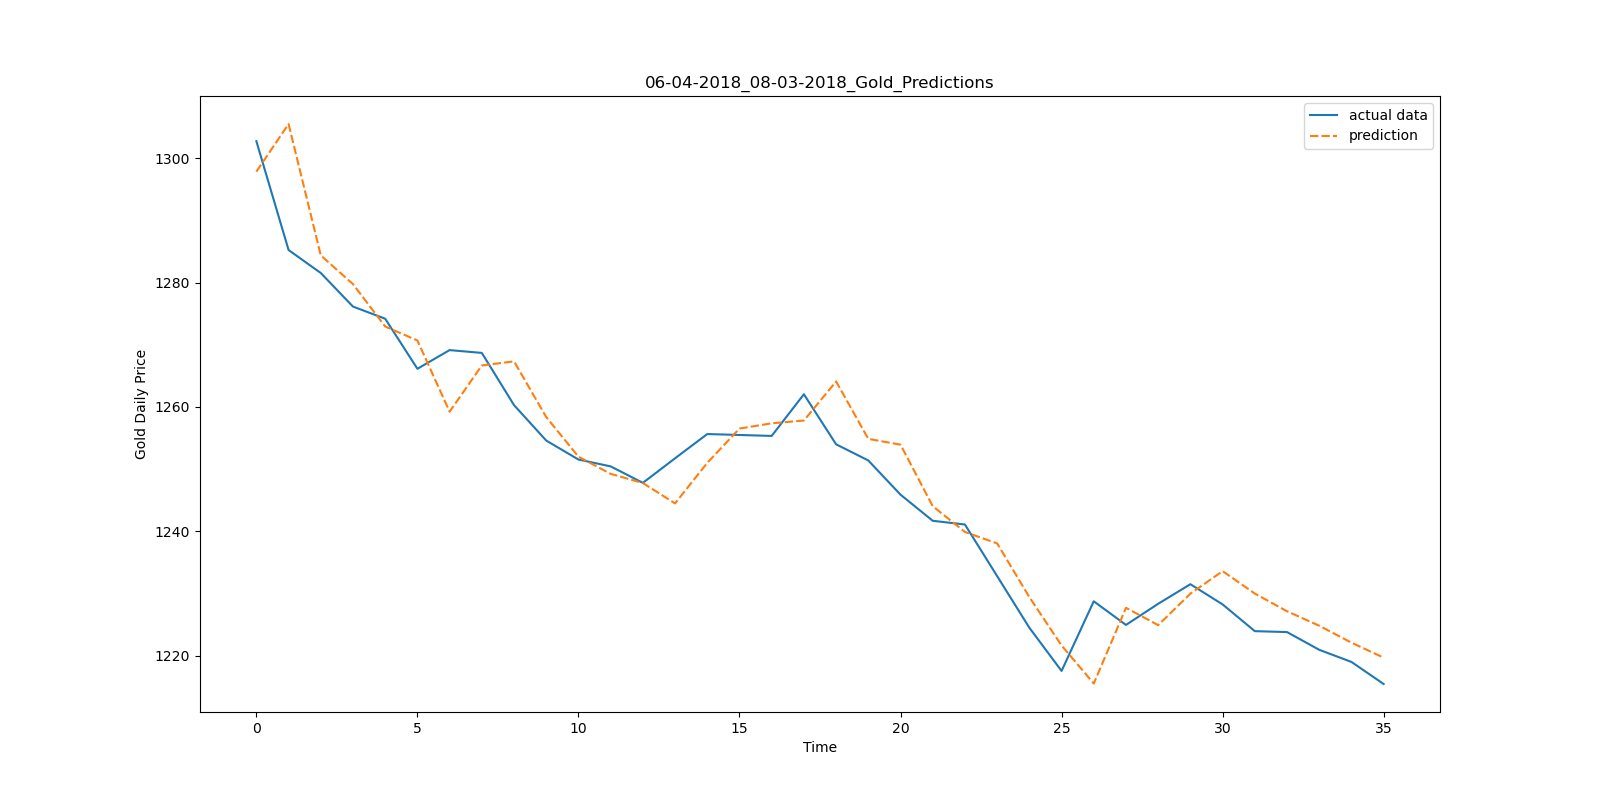 06-04-2018_08-03-2018_Gold_Predictions
actual data
prediction
1300
1280
1260
1240
1220
Gold Daily Price
0 5 10 15 20 25 30 35
Time